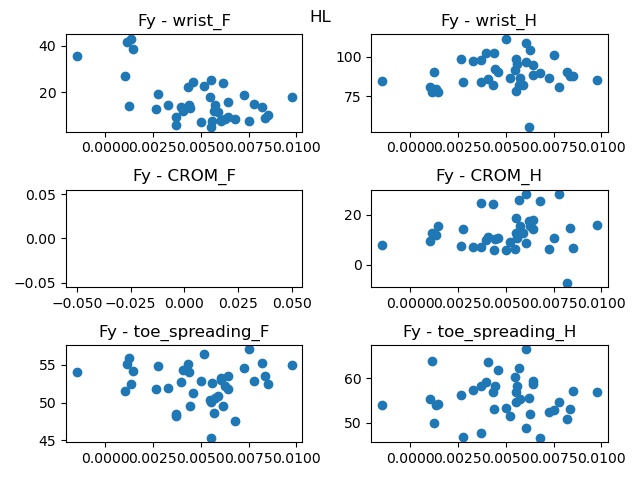 HL
Fy - wrist_F
Fy - wrist_H
40
20
100
75
0.0000 0.0025 0.0050 0.0075 0.0100
0.0000 0.0025 0.0050 0.0075 0.0100
Fy - CROM_F
Fy - CROM_H
0.05
0.00
−0.05
20
0
−0.050 −0.025 0.000 0.025 0.050
0.0000 0.0025 0.0050 0.0075 0.0100
Fy - toe_spreading_F
Fy - toe_spreading_H
55
50
45
60
50
0.0000 0.0025 0.0050 0.0075 0.0100
0.0000 0.0025 0.0050 0.0075 0.0100